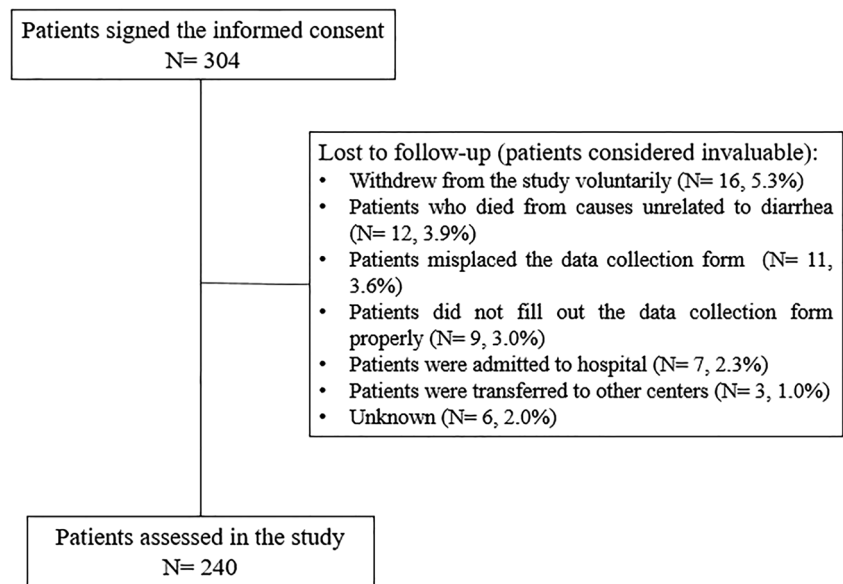 Patients signed the informed consent
N= 304
Lost to follow-up (patients considered invaluable):
• Withdrew from the study voluntarily (N= 16, 5.3%)
• Patients who died from causes unrelated to diarrhea
(N= 12, 3.9%)
• Patients misplaced the data collection form (N= 11,
3.6%)
• Patients did not fill out the data collection form
properly (N= 9, 3.0%)
• Patients were admitted to hospital (N= 7, 2.3%)
• Patients were transferred to other centers (N= 3, 1.0%)
• Unknown (N= 6, 2.0%)
Patients assessed in the study
N= 240